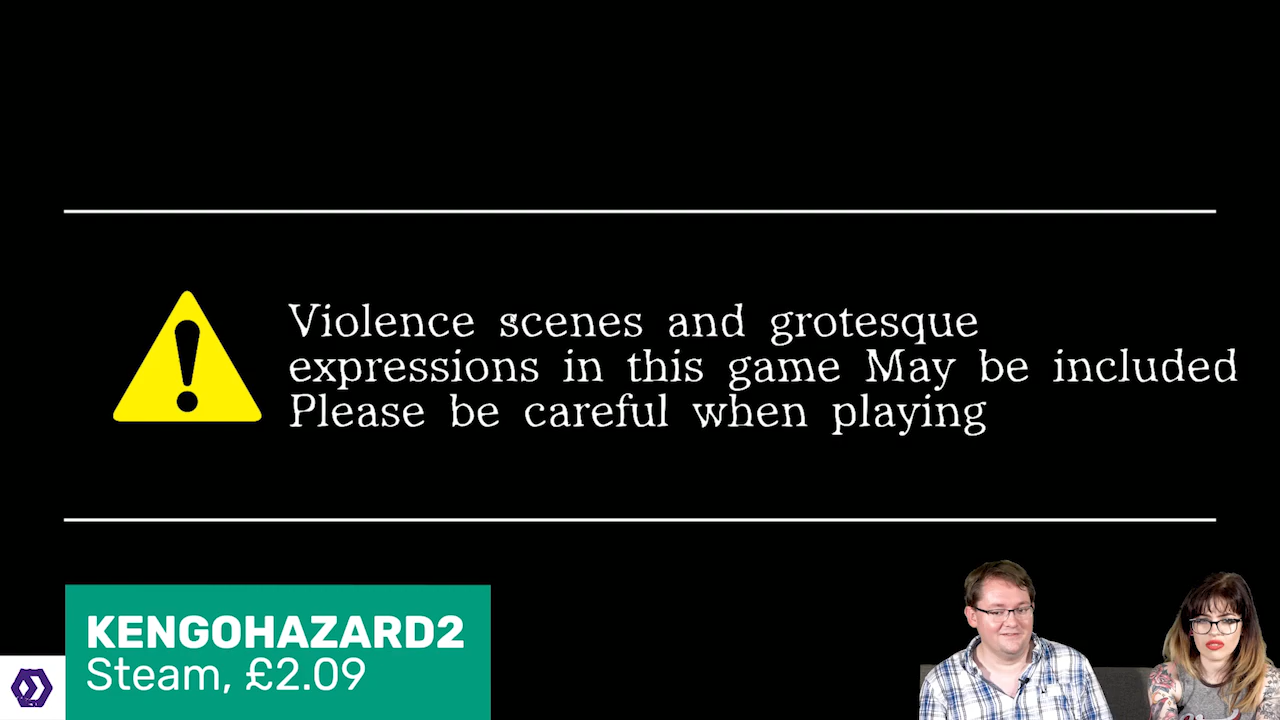 Violence scenes and grotesque
expressions in this game May be included
Please be careful when playing
KENGOHAZARD2
Steam, £2.09